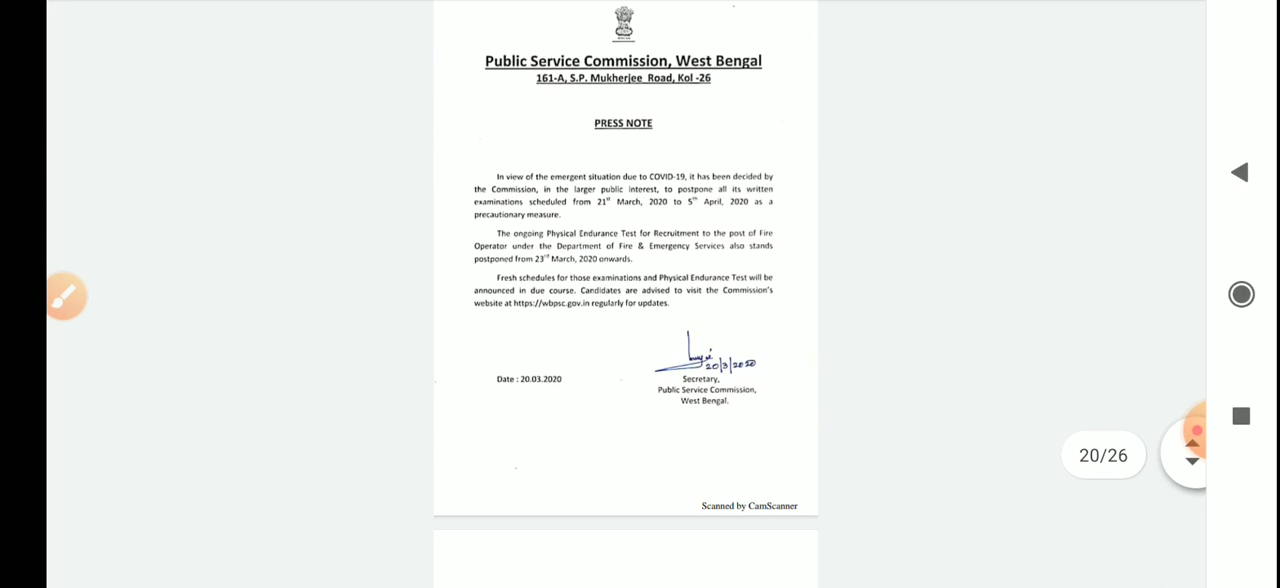 Public Service Commission, West Bengal
161-A, S.P. Mukherjee Road, Kol -26
PRESS NOTE
In view of the emergent situation due to COVID-19, it has been decided by
the Commission, in the larger public interest, to postpone all its written
examinations scheduled from 21st March, 2020 to 5th April, 2020 as a
precautionary measure.
The ongoing Physical Endurance Test for Recruitment to the post of Fire
Operator under the Department of Fire & Emergency Services also stands
postponed from 23rd March, 2020 onwards.
Fresh schedules for those examinations and Physical Endurance Test will be
announced in due course. Candidates are advised to visit the Commission's
website at https://wbpsc.gov.in regularly for updates.
20/3/2020
Date : 20.03.2020
Secretary,
Public Service Commission,
West Bengal.
20/26
Scanned by CamScanner